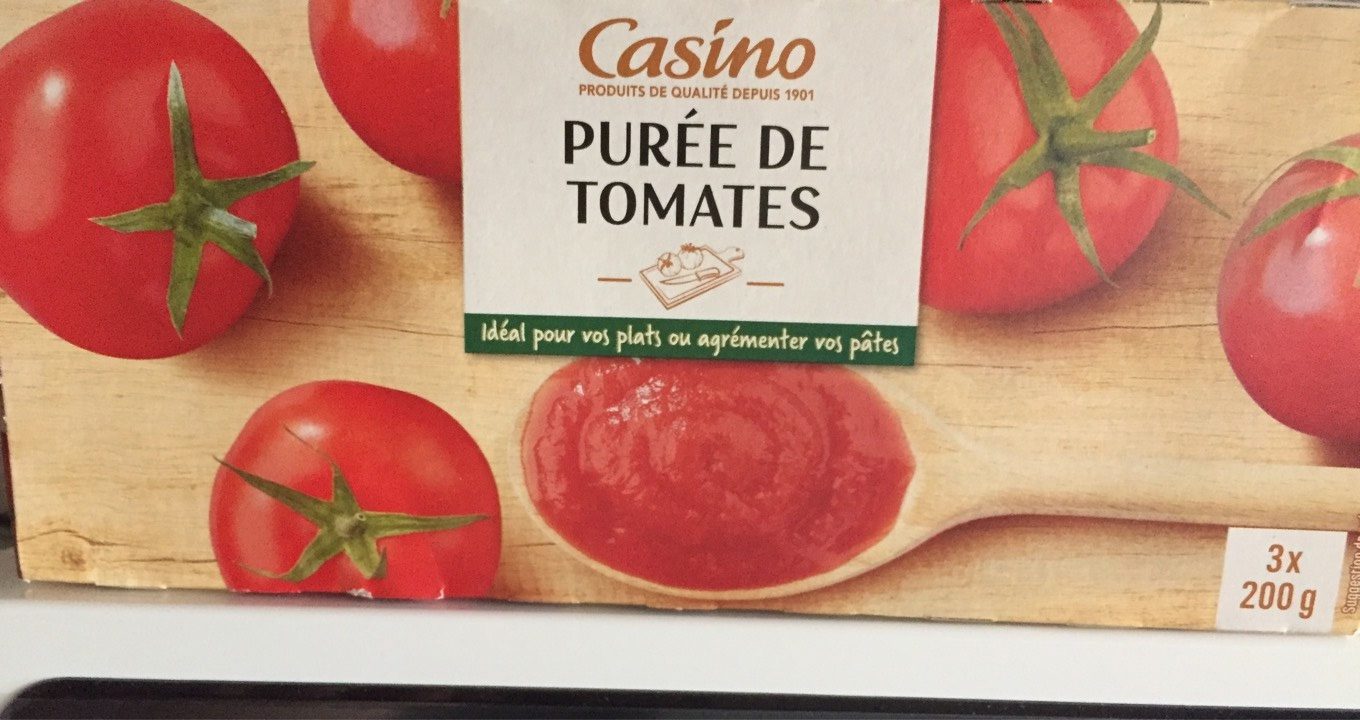 Casino
PRODUITS DE QUALITÉ DEPUIS 1901
PURÉE DE
TOMATES
Idéal pour vos plats ou agrémenter vos pâtes
3x
200 g
Suggestion